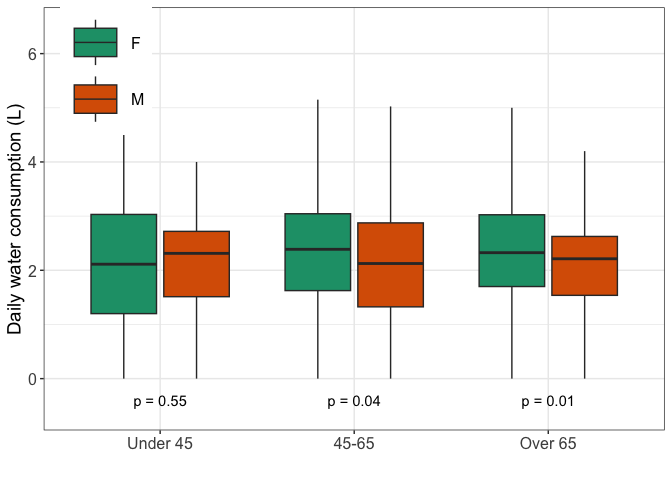 Daily water consumption (L)
6
4
2
0
F
M
p = 0.55 p = 0.04 p = 0.01
Under 45 45-65 Over 65